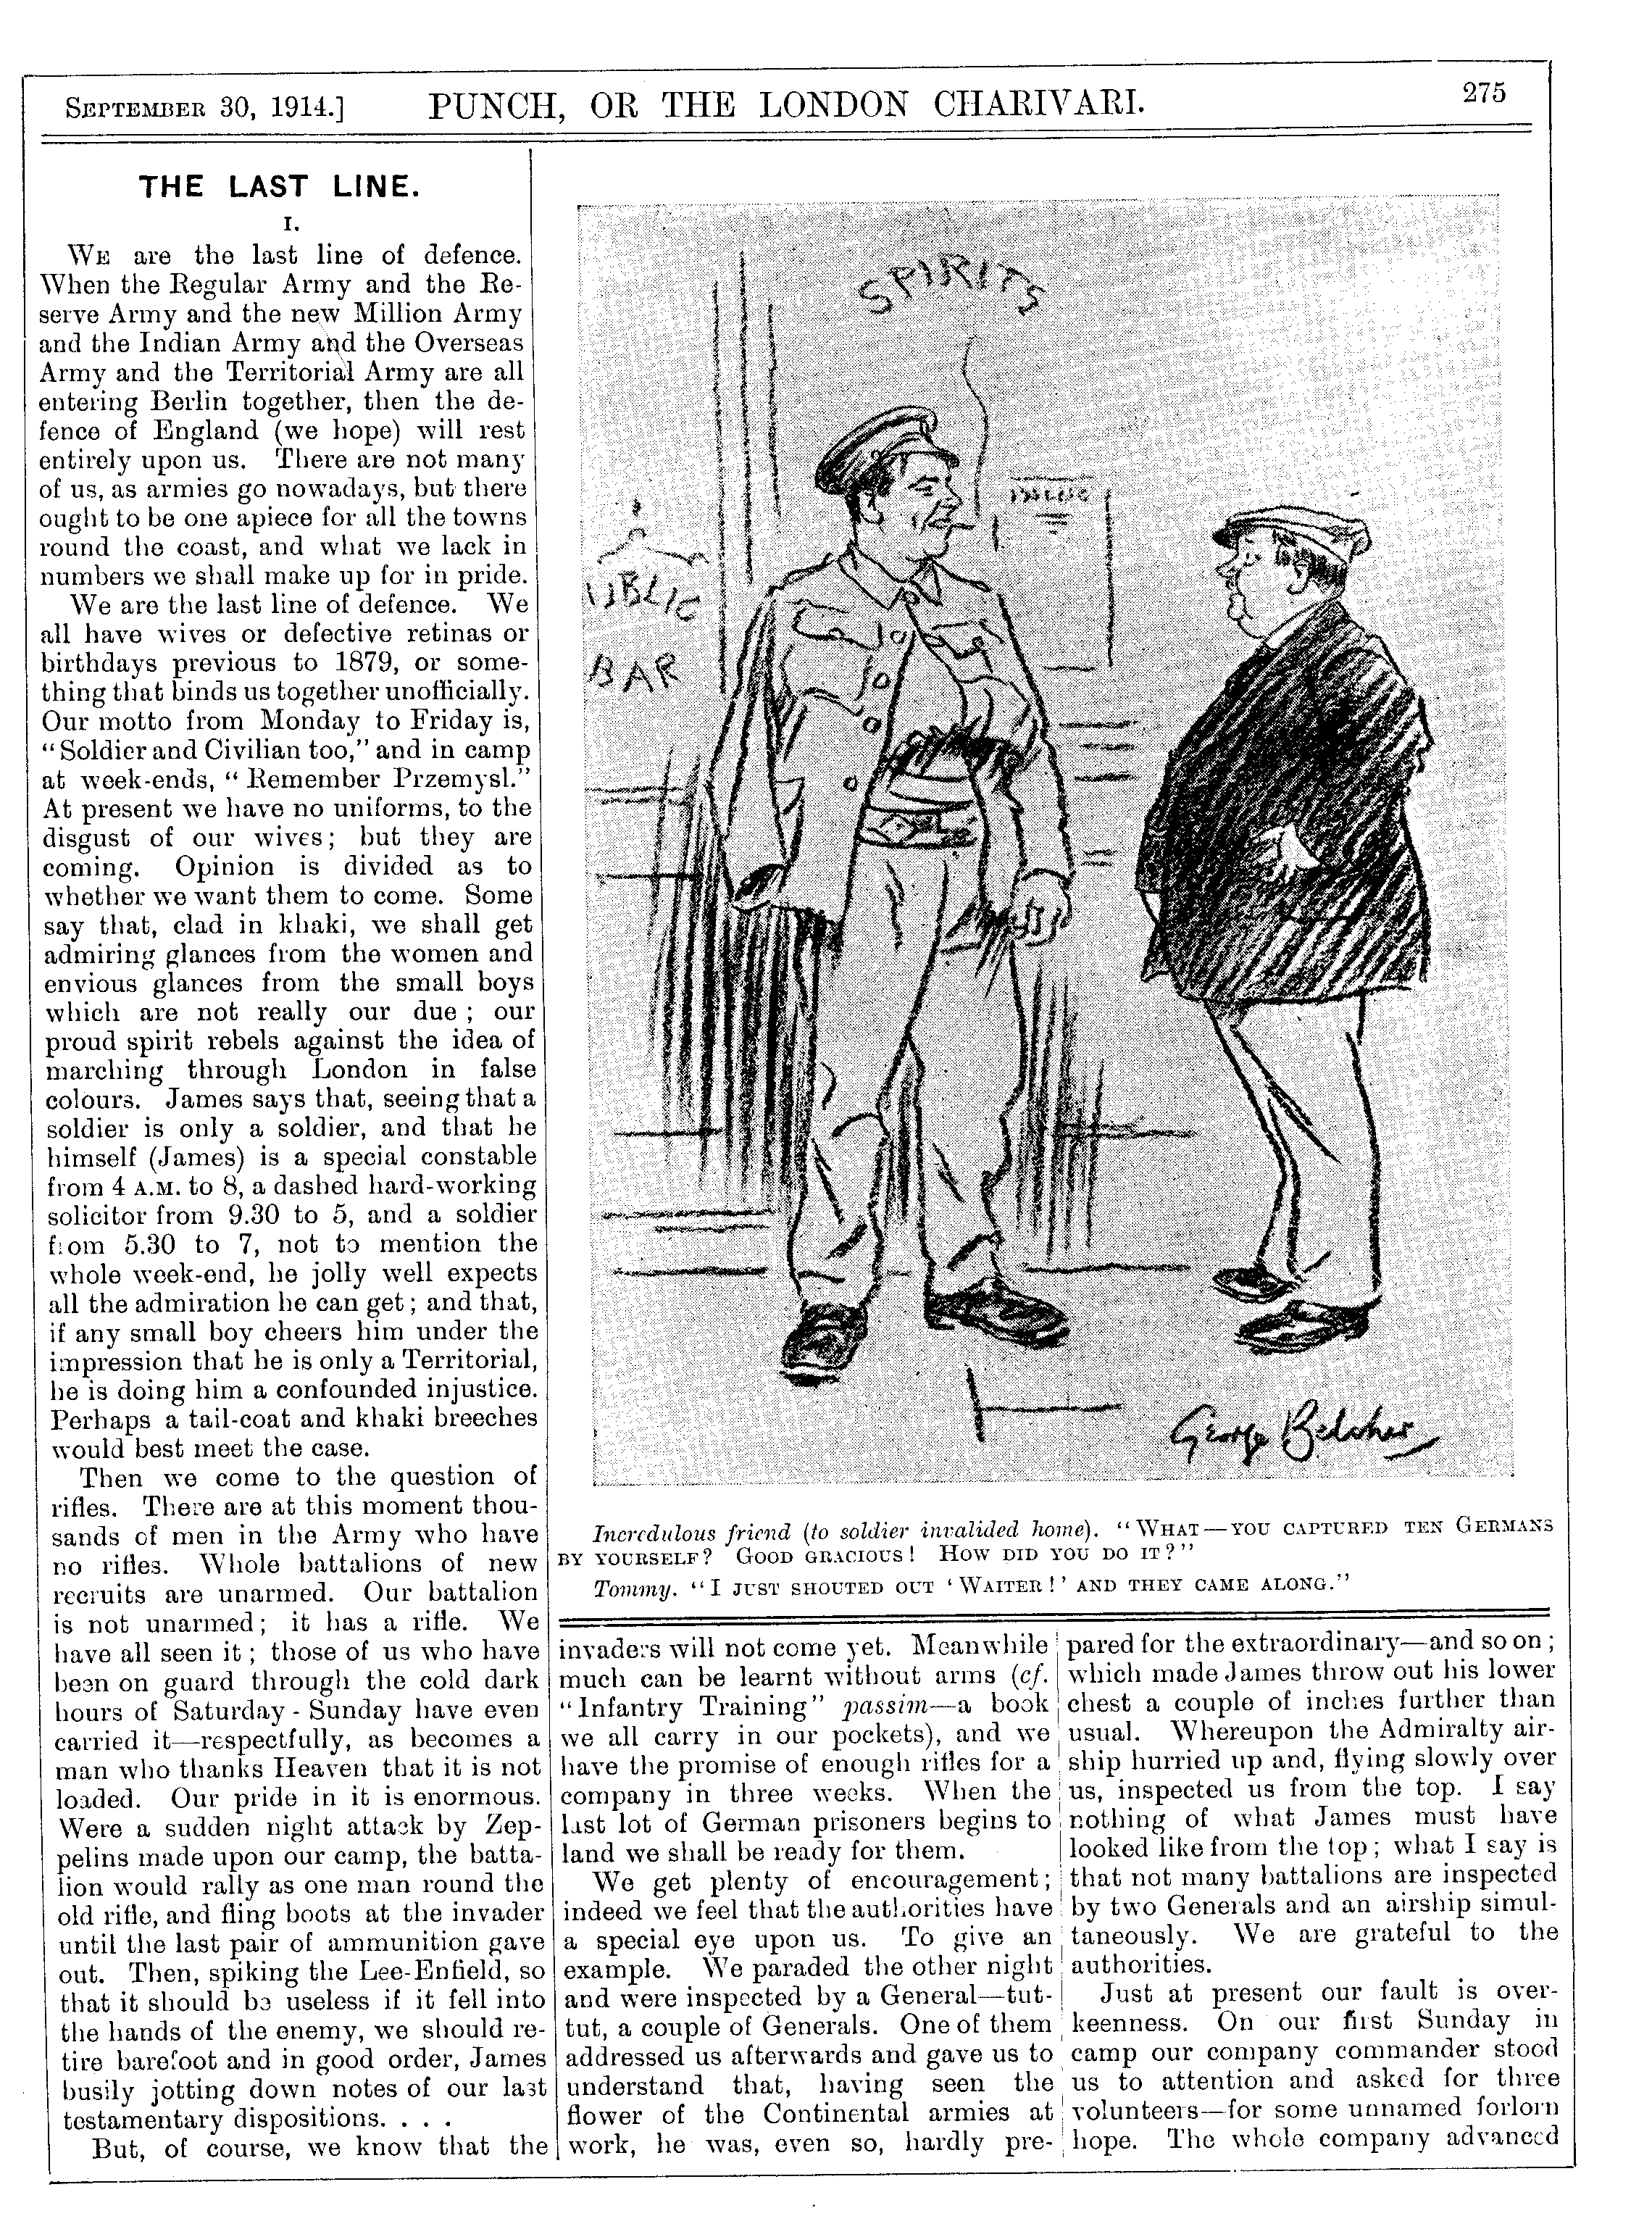 SEPTEMBER 30, 1914.] PUNCH, OR THE LONDON CHARIVARI. 275
THE LAST LINE.
I.
WE are the last line of defence.
When the Regular Army and the Re-
serve Army and the new Million Army
and the Indian Army and the Overseas
Army and the Territorial Army are all
entering Berlin together, then the de-
fence of England (we hope) will rest
entirely upon us. There are not many
of us, as armies go nowadays, but there
ought to be one apiece for all the towns
round the coast, and what we lack in
numbers we shall make up for in pride.
We are the last line of defence. We
all have wives or defective retinas or
birthdays previous to 1879, or some-
thing that binds us together unofficially.
Our motto from Monday to Friday is,
“Soldier and Civilian too,” and in camp
at week-ends, “Remember Przemysl.”
At present we have no uniforms, to the
disgust of our wives; but they are
coming. Opinion is divided as to
whether we want them to come. Some
say that, clad in khaki, we shall get
admiring glances from the women and
envious glances from the small boys
which are not really our due; our
proud spirit rebels against the idea of
marching through London in false
colours. James says that, seeing that a
soldier is only a soldier, and that he
himself (James) is a special constable
from 4 A.M. to 8, a dashed hard-working
solicitor from 9.30 to 5, and a soldier
from 5.30 to 7, not to mention the
whole week-end, he jolly well expects
all the admiration he can get; and that,
if any small boy cheers him under the
impression that he is only a Territorial,
he is doing him a confounded injustice.
Perhaps a tail-coat and khaki breeches
would best meet the case.
Then we come to the question of
rifles. There are at this moment thou-
sands of men in the Army who have
no rifles. Whole battalions of new
recruits are unarmed. Our battalion
is not unarmed; it has a rifle. We
have all seen it; those of us who have
been on guard through the cold dark
hours of Saturday-Sunday have even
carried it—respectfully, as becomes a
man who thanks Heaven that it is not
loaded. Our pride in it is enormous.
Were a sudden night attack by Zep-
pelins made upon our camp, the batta-
lion would rally as one man round the
old rifle, and fling boots at the invader
until the last pair of ammunition gave
out. Then, spiking the Lee-Enfield, so
that it should be useless if it fell into
the hands of the enemy, we should re-
tire barefoot and in good order, James
busily jotting down notes of our last
testamentary dispositions. . . .
But, of course, we know that the
SPIRITS
UBLIC
BAR
George Belcher
Incredulous friend (to soldier invalided home). “WHAT—YOU CAPTURED TEN GERMANS
BY YOURSELF? GOOD GRACIOUS! HOW DID YOU DO IT?”
Tommy. “I JUST SHOUTED OUT ‘WAITER!’ AND THEY CAME ALONG.”
invaders will not come yet. Meanwhile
much can be learnt without arms (cf.
“Infantry Training” passim—a book
we all carry in our pockets), and we
have the promise of enough rifles for a
company in three weeks. When the
last lot of German prisoners begins to
land we shall be ready for them.
We get plenty of encouragement;
indeed we feel that the authorities have
a special eye upon us. To give an
example. We paraded the other night
and were inspected by a General—tut-
tut, a couple of Generals. One of them
addressed us afterwards and gave us to
understand that, having seen the
flower of the Continental armies at
work, he was, even so, hardly pre-
pared for the extraordinary—and so on;
which made James throw out his lower
chest a couple of inches further than
usual. Whereupon the Admiralty air-
ship hurried up and, flying slowly over
us, inspected us from the top. I say
nothing of what James must have
looked like from the top; what I say is
that not many battalions are inspected
by two Generals and an airship simul-
taneously. We are grateful to the
authorities.
Just at present our fault is over-
keenness. On our first Sunday in
camp our company commander stood
us to attention and asked for three
volunteers—for some unnamed forlorn
hope. The whole company advanced